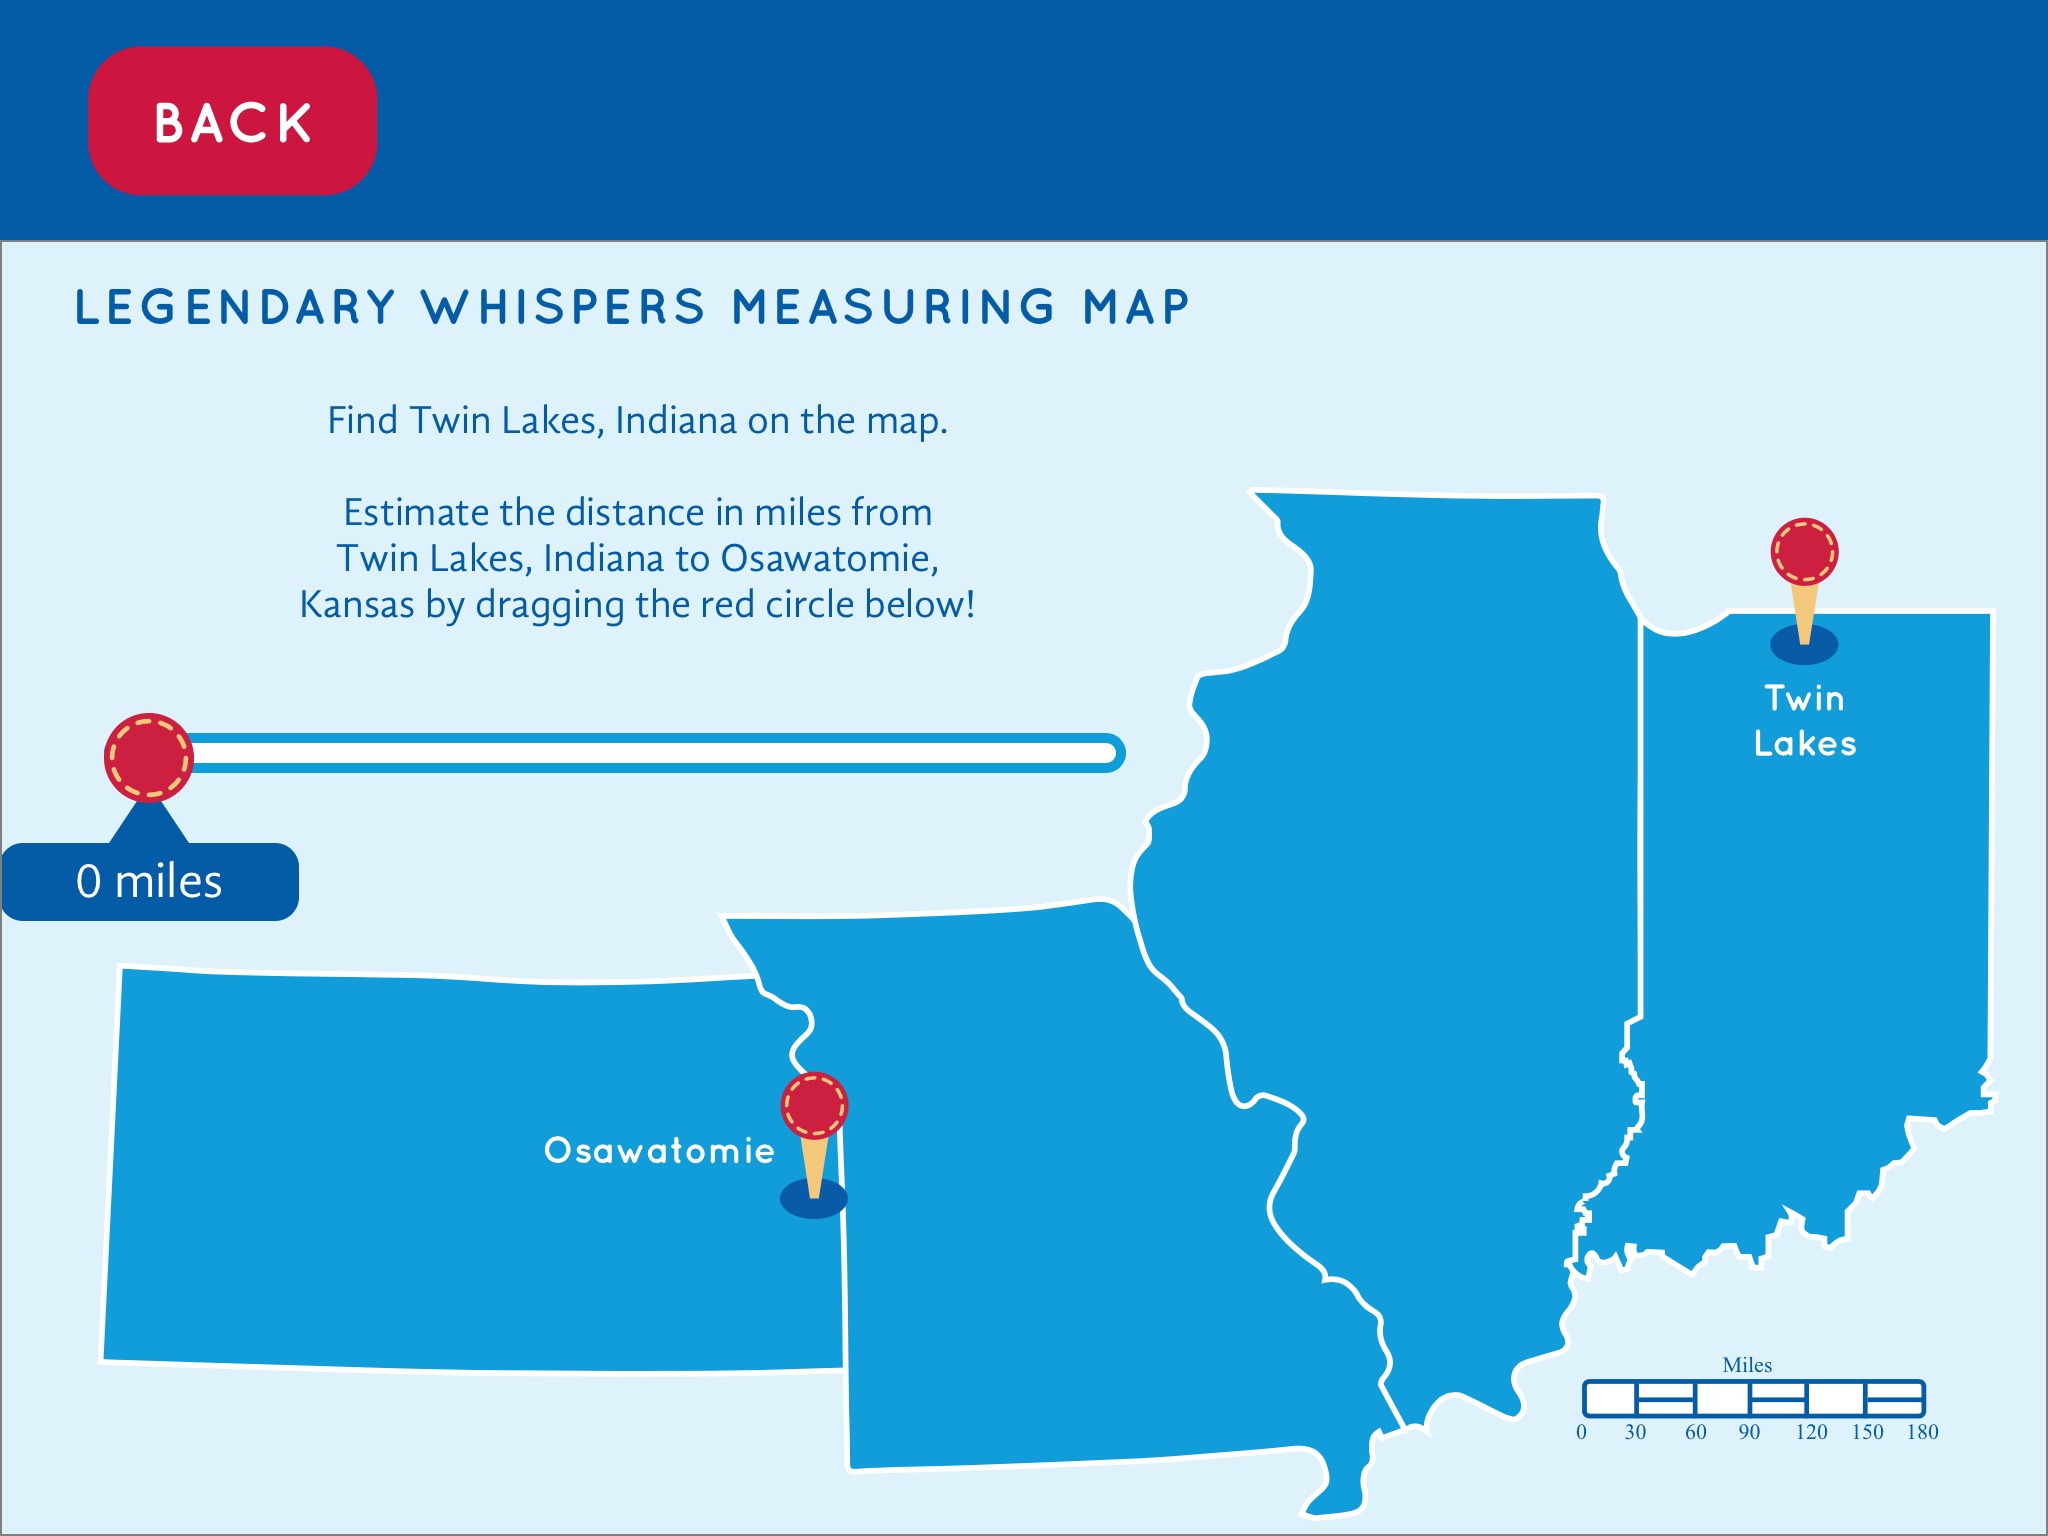 BACK
LEGENDARY WHISPERS MEASURING MAP
Find Twin Lakes, Indiana on the map.
Estimate the distance in miles from
Twin Lakes, Indiana to Osawatomie,
Kansas by dragging the red circle below!
0 miles
Twin
Lakes
Osawatomie
Miles
0 30 60 90 120 150 180